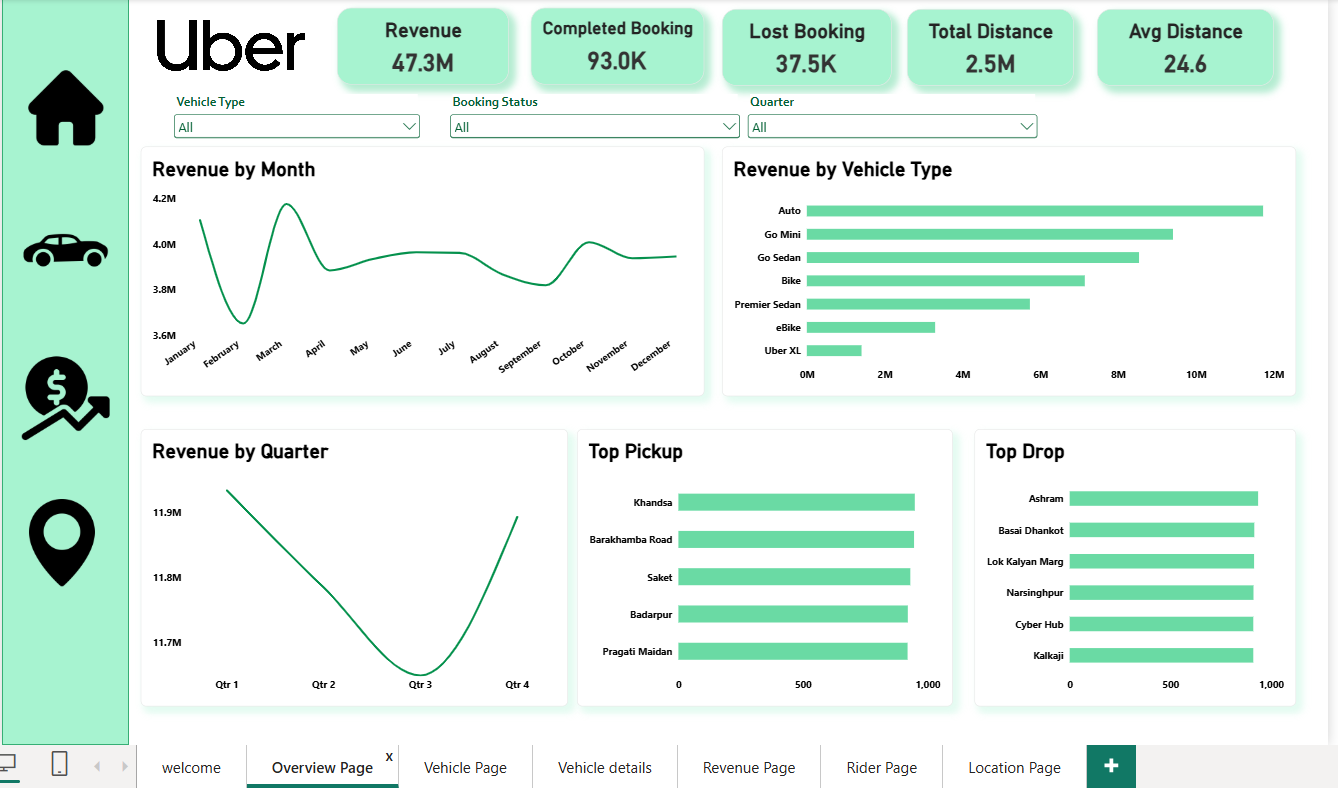 Uber
Revenue
47.3M
Completed Booking
93.0K
Lost Booking
37.5K
Total Distance
2.5M
Avg Distance
24.6
Vehicle Type
All
Booking Status
All
Quarter
All
Revenue by Month
4.2M
4.0M
3.8M
3.6M
January
February
March
April
May
June
July
August
September
October
November
December
Revenue by Vehicle Type
Auto
Go Mini
Go Sedan
Bike
Premier Sedan
eBike
Uber XL
0M 2M 4M 6M 8M 10M 12M
Revenue by Quarter
11.9M
11.8M
11.7M
Qtr 1 Qtr 2 Qtr 3 Qtr 4
Top Pickup
Khandsa
Barakhamba Road
Saket
Badarpur
Pragati Maidan
0 500 1,000
Top Drop
Ashram
Basai Dhankot
Lok Kalyan Marg
Narsinghpur
Cyber Hub
Kalkaji
0 500 1,000
welcome
Overview Page
X
Vehicle Page
Vehicle details
Revenue Page
Rider Page
Location Page
+